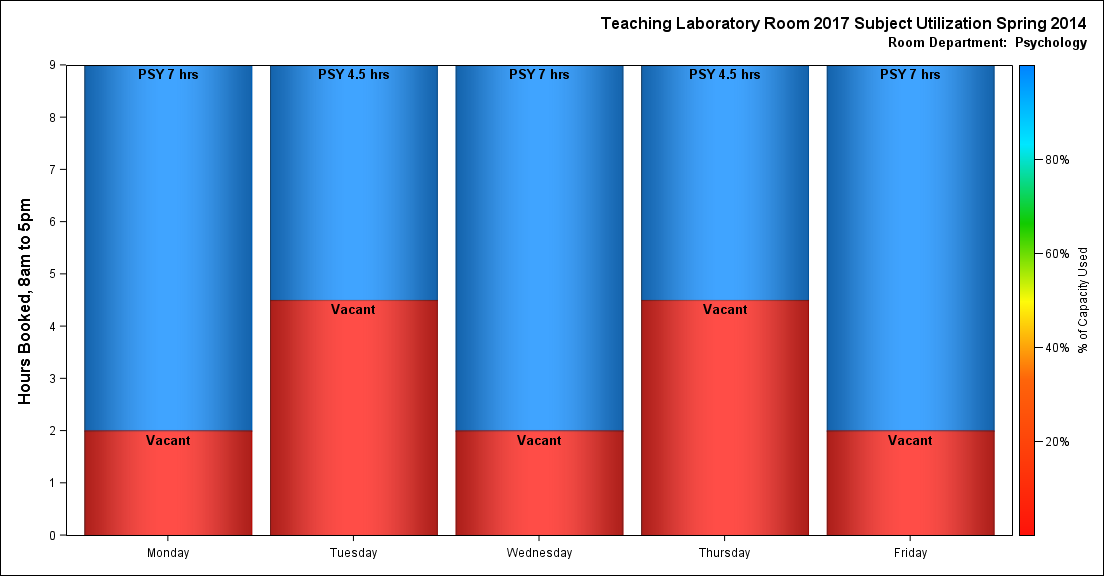 Teaching Laboratory Room 2017 Subject Utilization Spring 2014
Room Department:  Psychology
Hours Booked, 8am to 5pm
9
8
7
6
5
4
3
2
1
0
PSY 7 hrs
PSY 4.5 hrs
PSY 7 hrs
PSY 4.5 hrs
PSY 7 hrs
Vacant
Vacant
Vacant
Vacant
Vacant
Monday
Tuesday
Wednesday
Thursday
Friday
80%
60%
40%
20%
% of Capacity Used